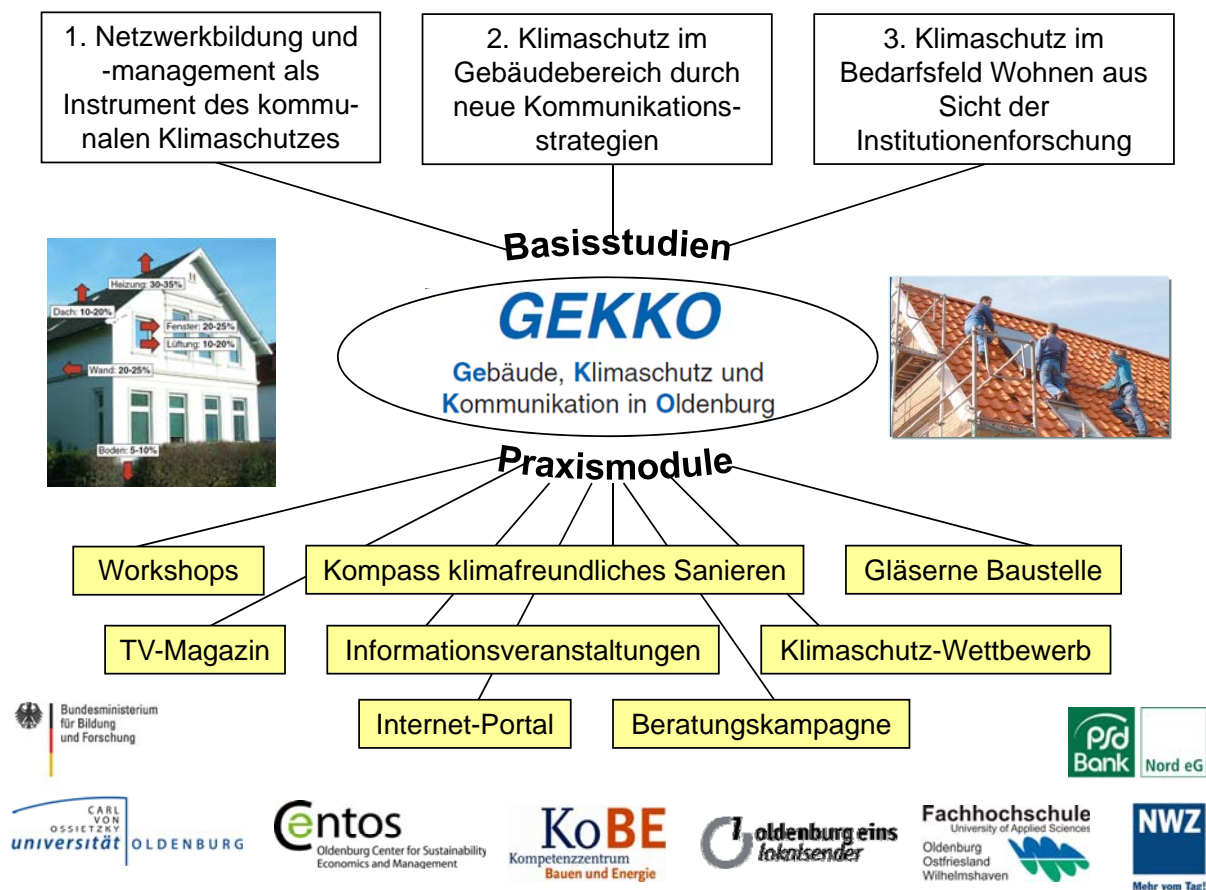 1. Netzwerkbildung und
-management als
Instrument des kommu-
nalen Klimaschutzes
2. Klimaschutz im
Gebäudebereich durch
neue Kommunikations-
strategien
3. Klimaschutz im
Bedarfsfeld Wohnen aus
Sicht der
Institutionenforschung
Basisstudien
GEKKO
Gebäude, Klimaschutz und
Kommunikation in Oldenburg
Heizung: 30-35%
Dach: 10-20%
Fenster: 20-25%
Lüftung: 10-20%
Wand: 20-25%
Boden: 5-10%
Praxismodule
Workshops
Kompass klimafreundliches Sanieren
Gläserne Baustelle
TV-Magazin
Informationsveranstaltungen
Klimaschutz-Wettbewerb
Internet-Portal
Beratungskampagne
Bundesministerium
für Bildung
und Forschung
PSd
Bank
Nord eG
CARL
VON
OSSIETZKY
universität OLDENBURG
Centos
Oldenburg Center for Sustainability
Economics and Management
KoBE
Kompetenzzentrum
Bauen und Energie
1 oldenburg eins
lokalsender
Fachhochschule
University of Applied Sciences
Oldenburg
Ostfriesland
Wilhelmshaven
NWZ
Mehr vom Tag!